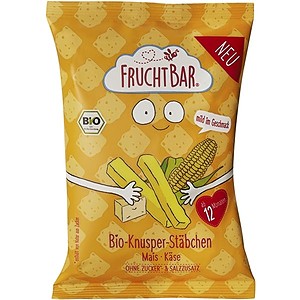 NEU
FRUCHTBAR®
BIO
mild im Geschmack
Ab
12 Monaten
Bio-Knusper-Stäbchen
Mais · Käse
OHNE ZUCKER- & SALZZUSATZ